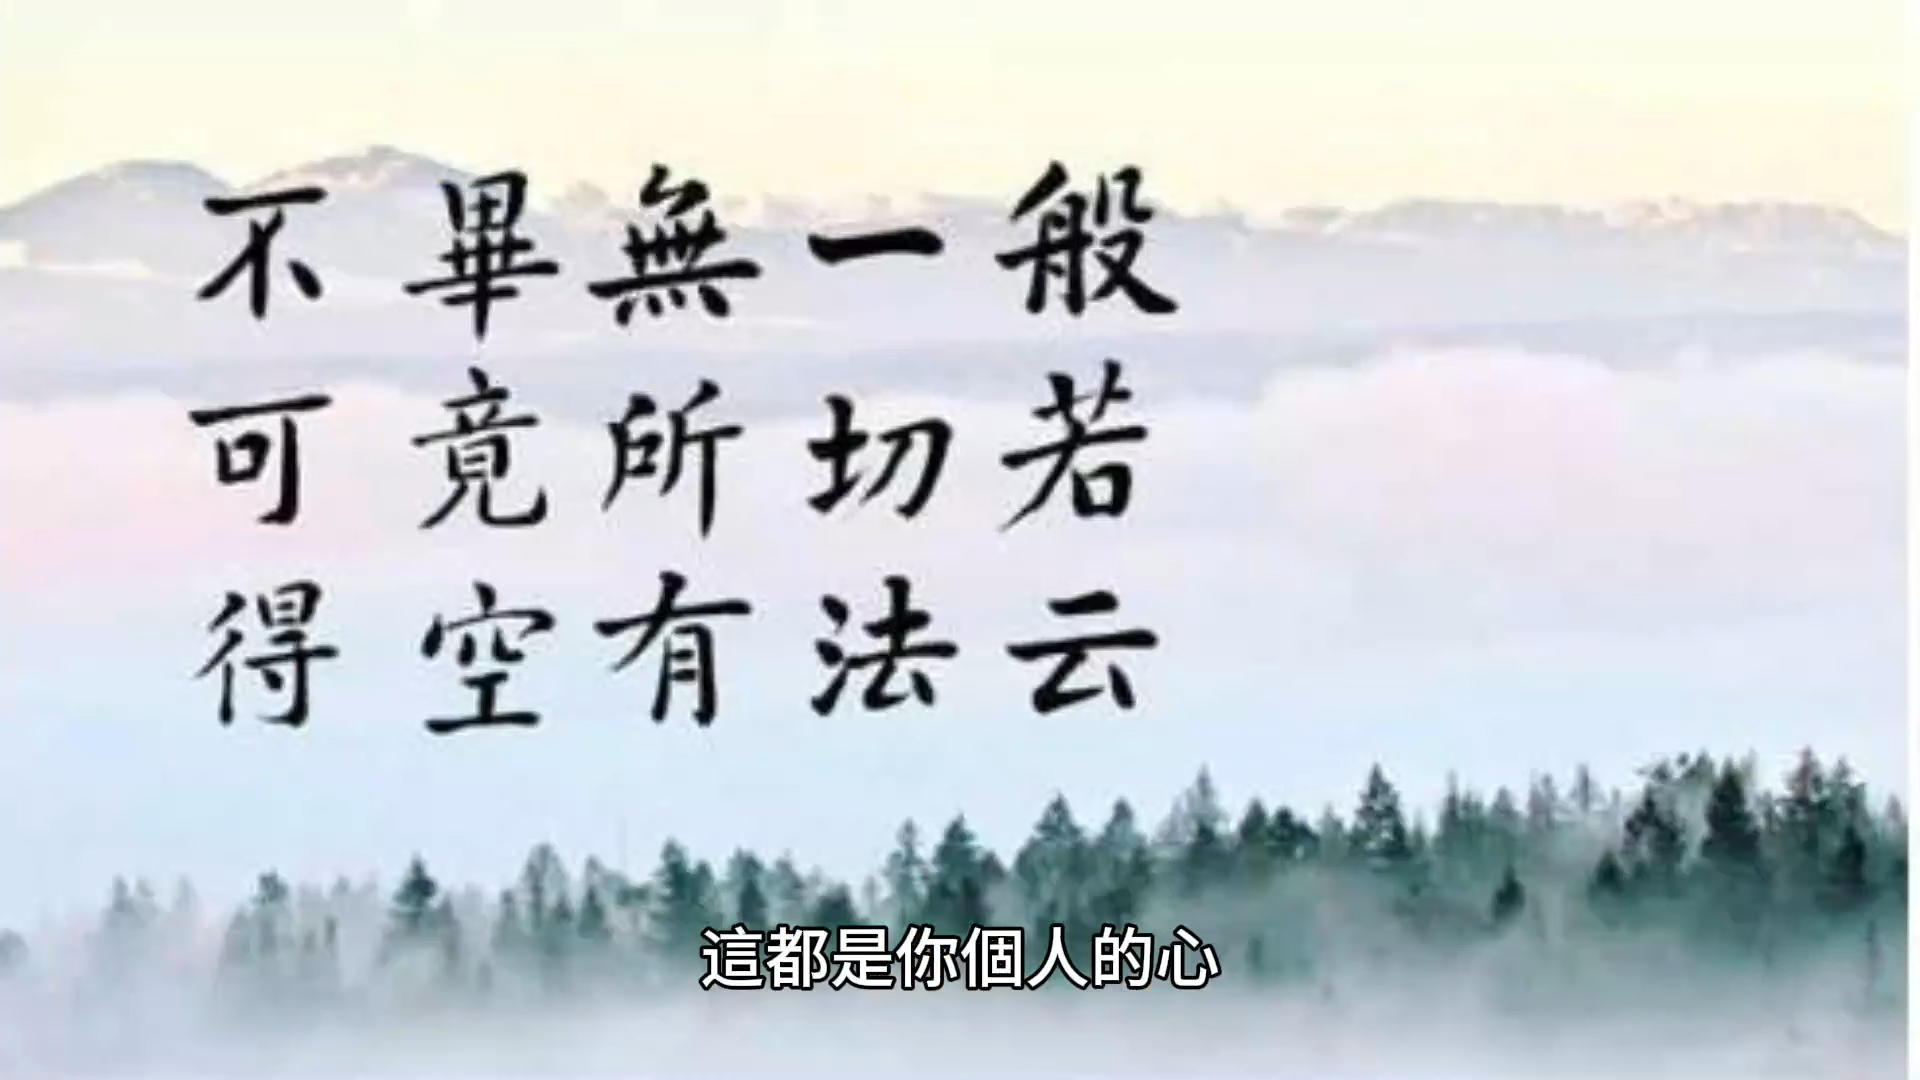 般若云
一切法
無所有
畢竟空
不可得
這都是你個人的心